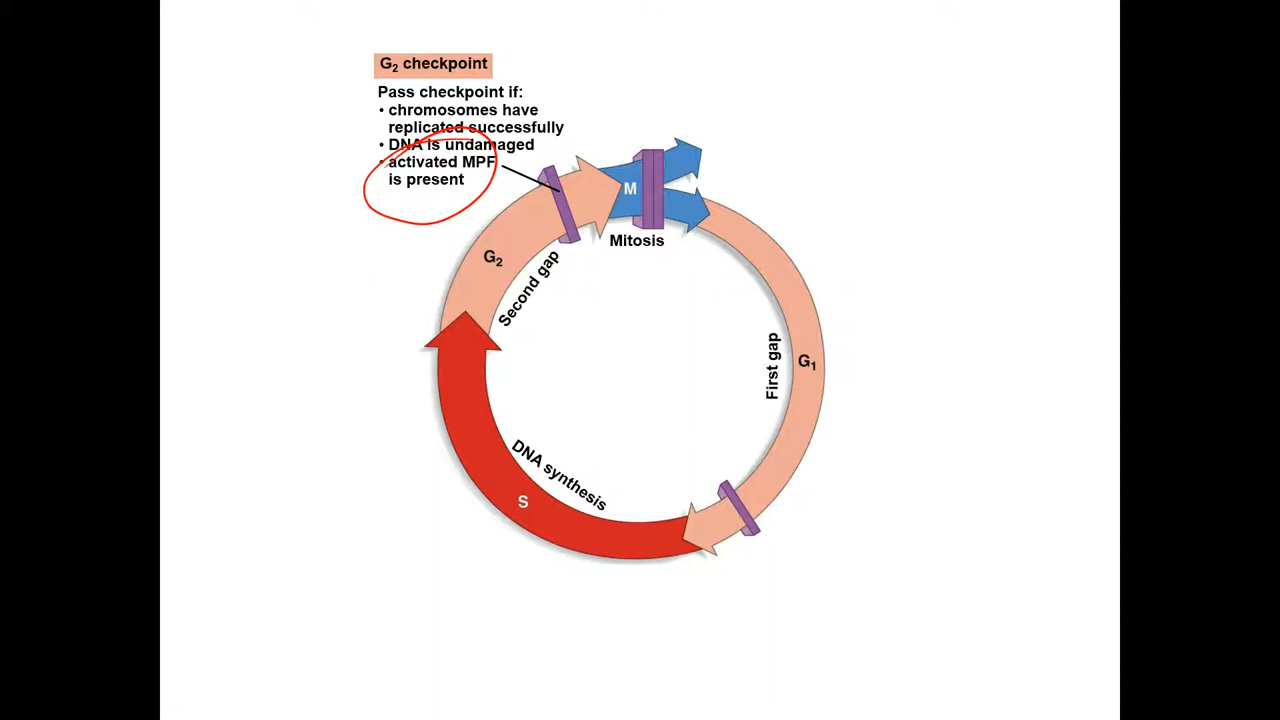 G₂ checkpoint
Pass checkpoint if:
• chromosomes have
replicated successfully
• DNA is undamaged
• activated MPF
is present
M
Mitosis
G₂
Second gap
First gap
G₁
DNA synthesis
S